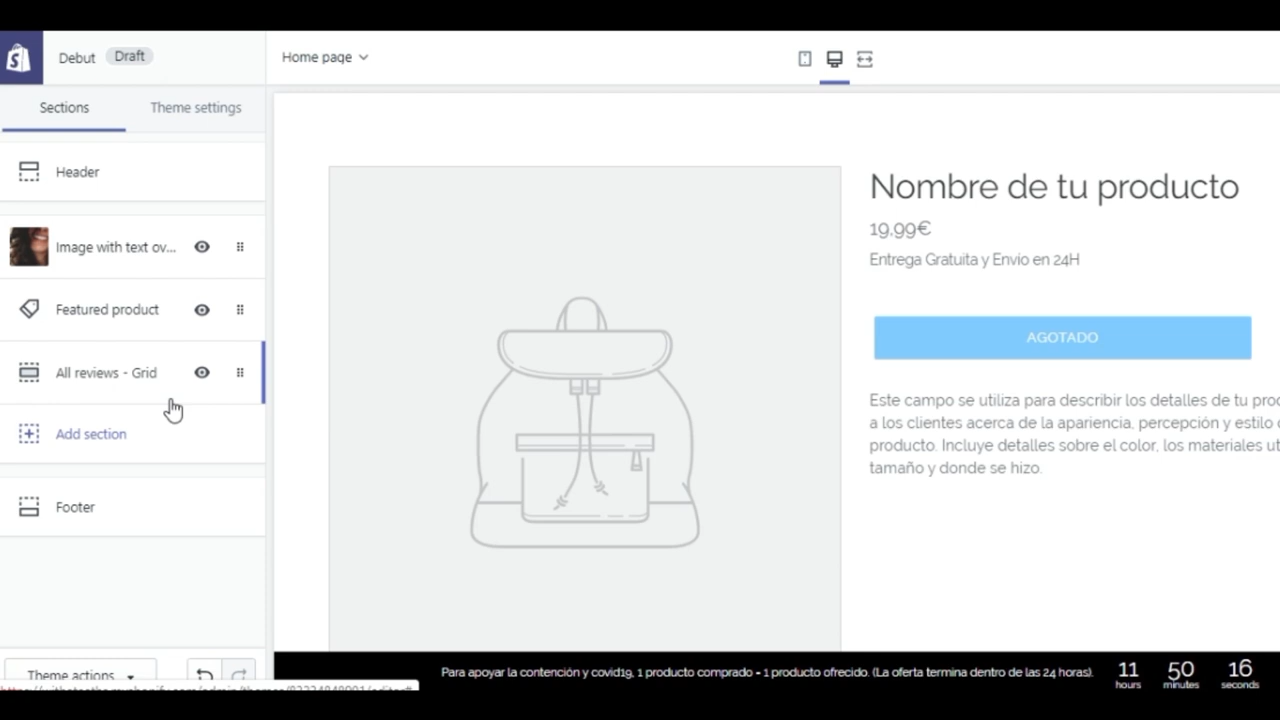 Debut
Draft
Home page
Sections
Theme settings
Header
Image with text ov...
Featured product
All reviews - Grid
Add section
Footer
Theme actions
Nombre de tu producto
19,99€
Entrega Gratuita y Envío en 24H
AGOTADO
Este campo se utiliza para describir los detalles de tu proc
a los clientes acerca de la apariencia, percepción y estilo
producto. Incluye detalles sobre el color, los materiales ut
tamaño y donde se hizo.
Para apoyar la contención y covid19, 1 producto comprado = 1 producto ofrecido. (La oferta termina dentro de las 24 horas).
11 50 16
hours minutes seconds